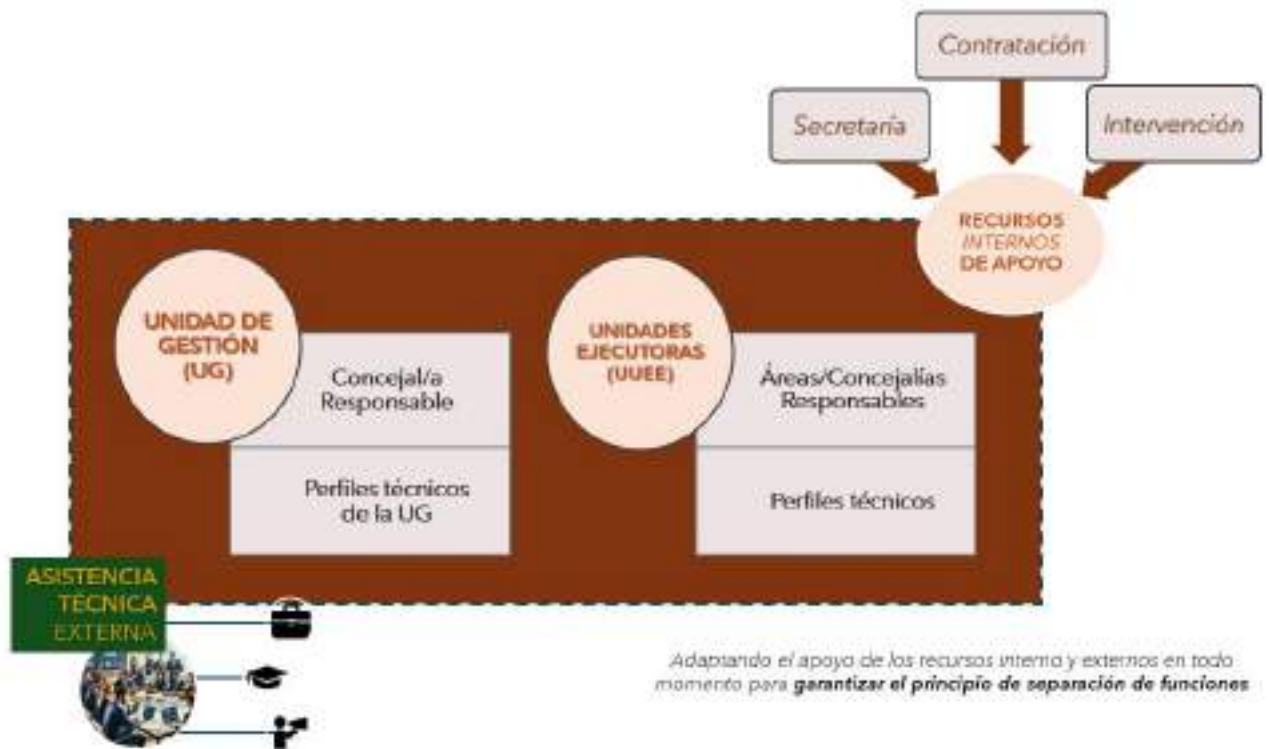 Contratación
Secretaría
Intervención
RECURSOS
INTERNOS
DE APOYO
UNIDAD DE
GESTIÓN
(UG)
Concejal/a
Responsable
Perfiles técnicos
de la UG
UNIDADES
EJECUTORAS
(UUEE)
Áreas/Concejalías
Responsables
Perfiles técnicos
ASISTENCIA
TÉCNICA
EXTERNA
Adaptando el apoyo de los recursos interno y externos en todo
momento para garantizar el principio de separación de funciones